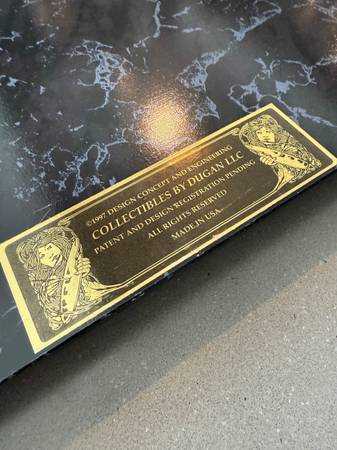 ©1997 DESIGN CONCEPT AND ENGINEERING
COLLECTIBLES BY DUGAN LLC
PATENT AND DESIGN REGISTRATION PENDING
ALL RIGHTS RESERVED
MADE IN USA